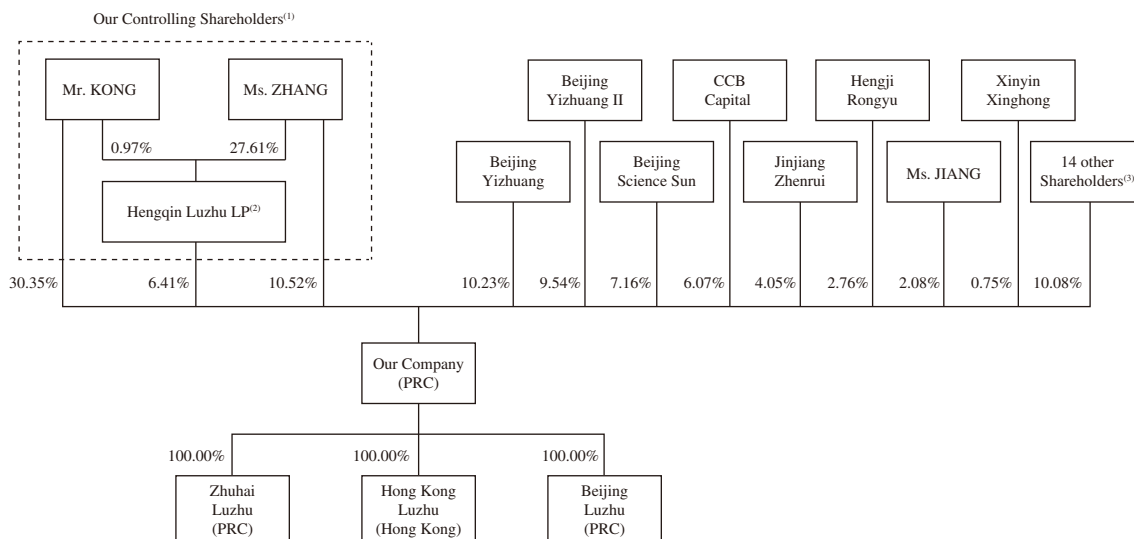 Our Controlling Shareholders(1)
Mr. KONG
Ms. ZHANG
Beijing
Yizhuang II
CCB
Capital
Hengji
Rongyu
Xinyin
Xinghong
0.97%
27.61%
Beijing
Yizhuang
Beijing
Science Sun
Jinjiang
Zhenrui
Ms. JIANG
14 other
Shareholders(3)
Hengqin Luzhu LP(2)
30.35%
6.41%
10.52%
10.23%
9.54%
7.16%
6.07%
4.05%
2.76%
2.08%
0.75%
10.08%
Our Company
(PRC)
100.00%
100.00%
100.00%
Zhuhai
Luzhu
(PRC)
Hong Kong
Luzhu
(Hong Kong)
Beijing
Luzhu
(PRC)